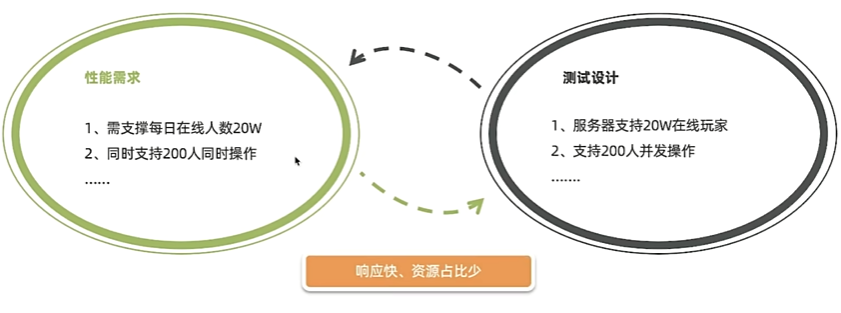 性能需求
1、需支撑每日在线人数20W
2、同时支持200人同时操作
......
测试设计
1、服务器支持20W在线玩家
2、支持200人并发操作
.......
响应快、资源占比少